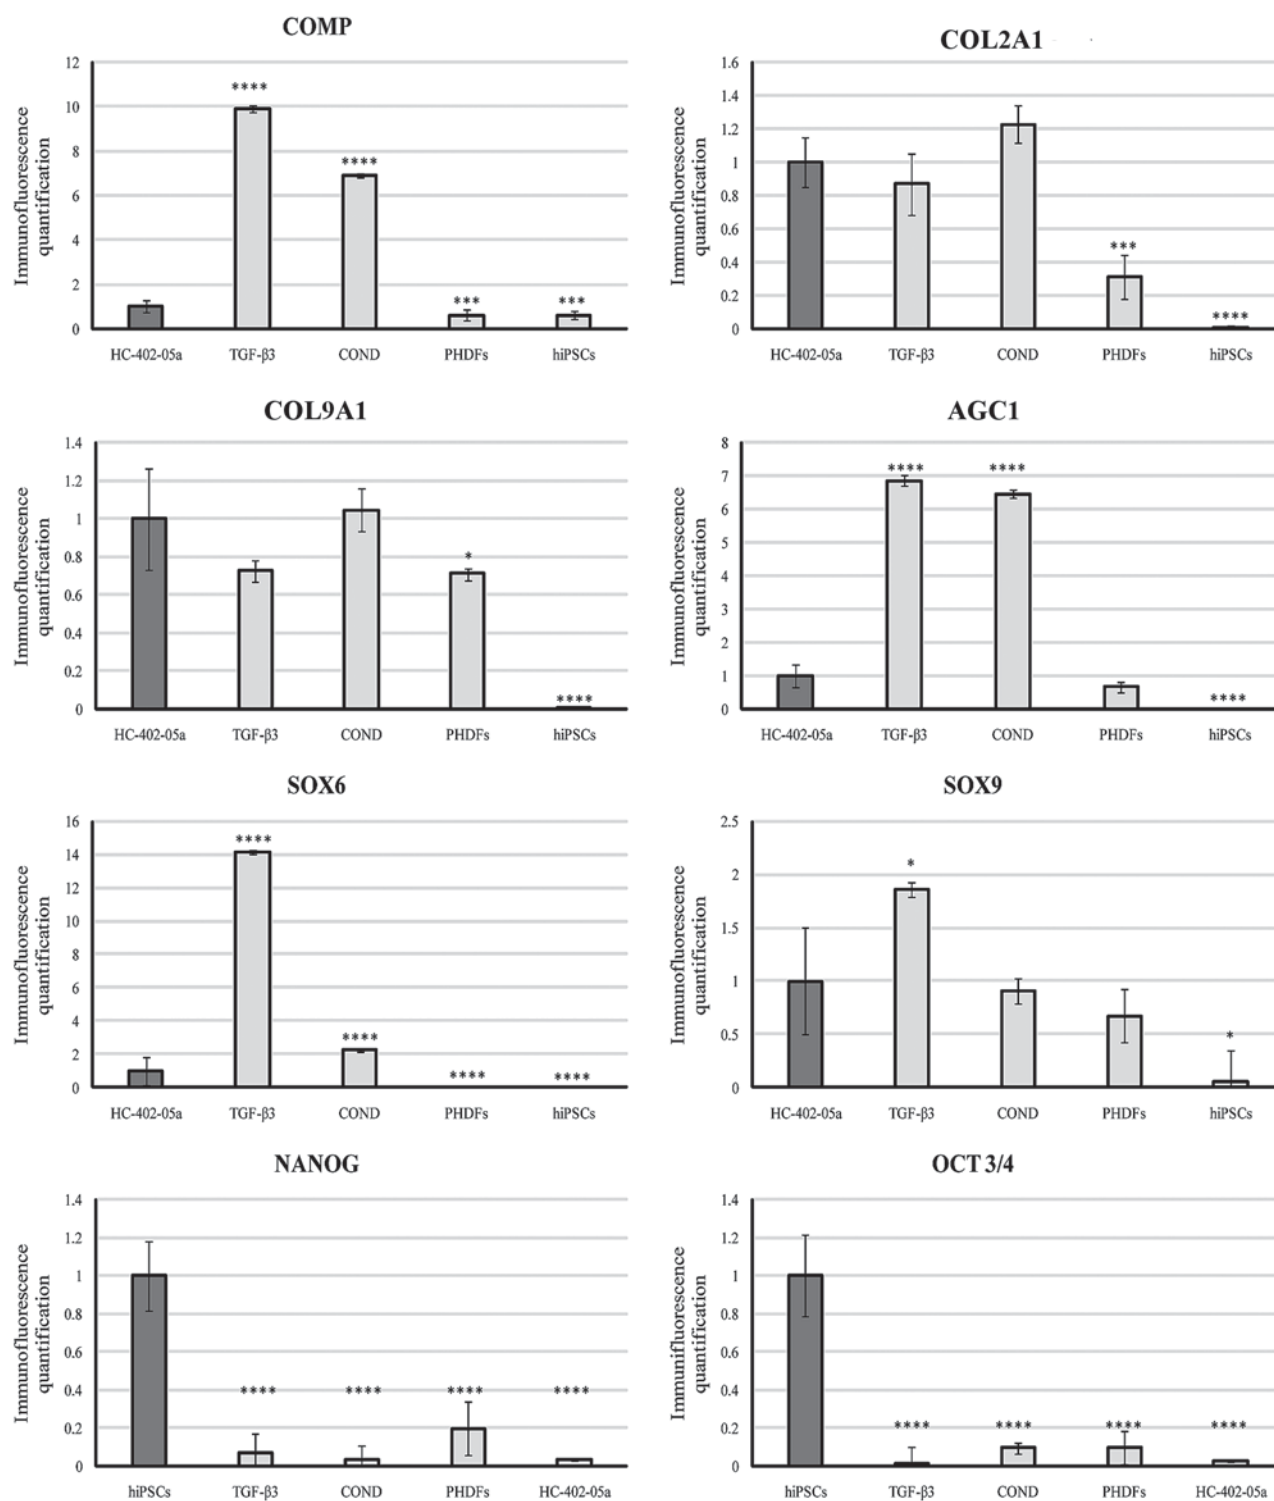 COMP
Immunofluorescence
quantification
12
10
8
6
4
2
0
****
****
***
***
HC-402-05a TGF-β3 COND PHDFs hiPSCs
COL2A1
Immunofluorescence
quantification
1.6
1.4
1.2
1
0.8
0.6
0.4
0.2
0
***
****
HC-402-05a TGF-β3 COND PHDFs hiPSCs
COL9A1
Immunofluorescence
quantification
1.4
1.2
1
0.8
0.6
0.4
0.2
0
*
****
HC-402-05a TGF-β3 COND PHDFs hiPSCs
AGC1
Immunofluorescence
quantification
8
7
6
5
4
3
2
1
0
****
****
****
HC-402-05a TGF-β3 COND PHDFs hiPSCs
SOX6
Immunofluorescence
quantification
16
14
12
10
8
6
4
2
0
****
****
****
****
HC-402-05a TGF-β3 COND PHDFs hiPSCs
SOX9
Immunofluorescence
quantification
2.5
2
1.5
1
0.5
0
*
*
HC-402-05a TGF-β3 COND PHDFs hiPSCs
NANOG
Immunofluorescence
quantification
1.4
1.2
1
0.8
0.6
0.4
0.2
0
****
****
****
****
hiPSCs TGF-β3 COND PHDFs HC-402-05a
OCT 3/4
Immunifluorescence
quantification
1.4
1.2
1
0.8
0.6
0.4
0.2
0
****
****
****
****
hiPSCs TGF-β3 COND PHDFs HC-402-05a